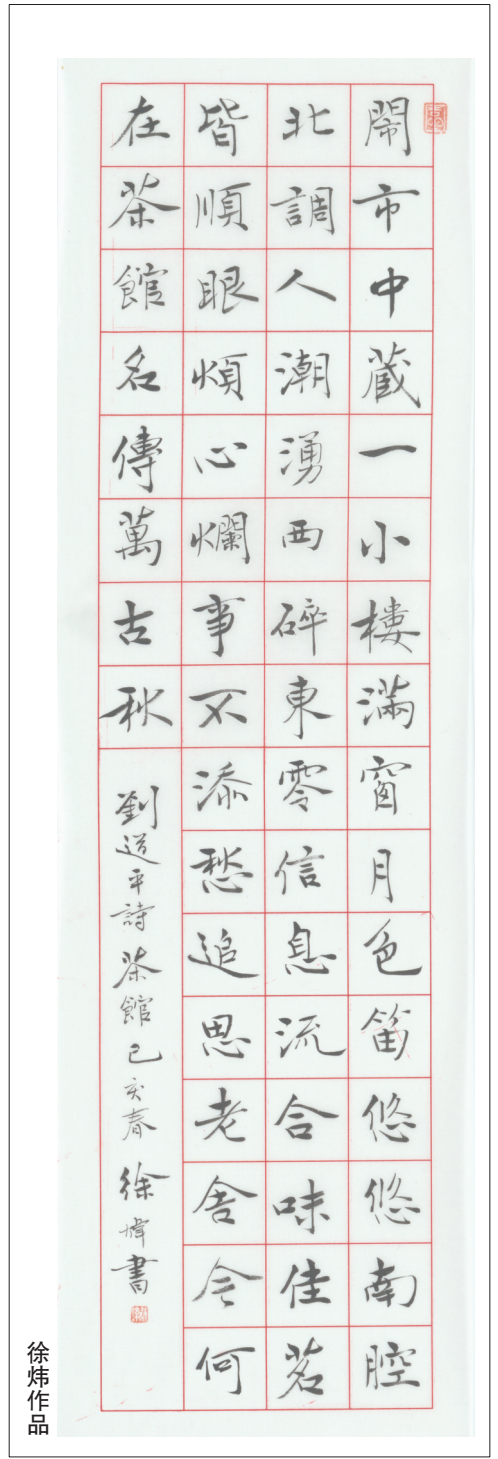 鬧市中藏一小樓滿窗月色笛悠悠南腔
北調人潮湧西碎東零信息流合味佳茗
皆順眼煩心爛事不添愁追思老舍今何
在茶館名傳萬古秋
劉道平詩茶館己亥春徐煒書
徐炜作品